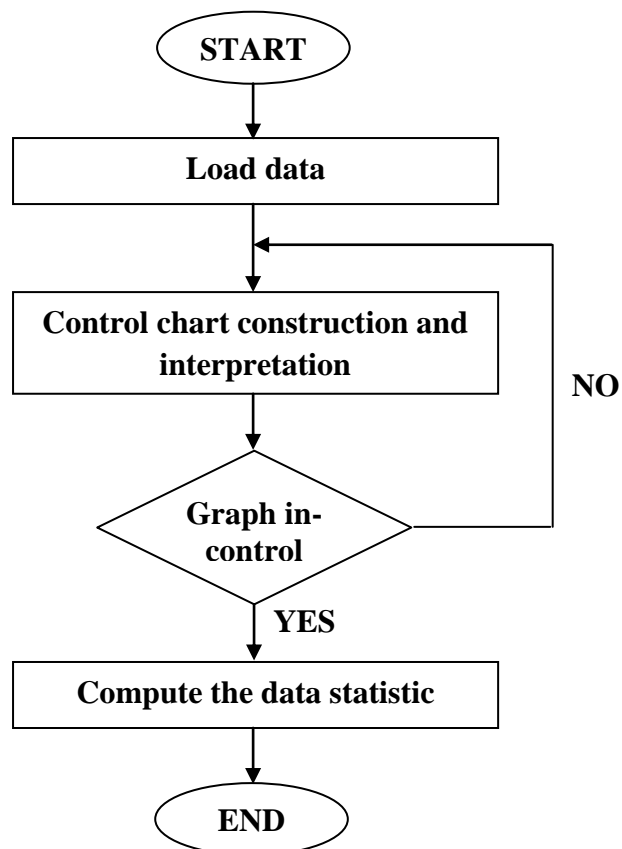 START
Load data
Control chart construction and
interpretation
NO
Graph in-
control
YES
Compute the data statistic
END